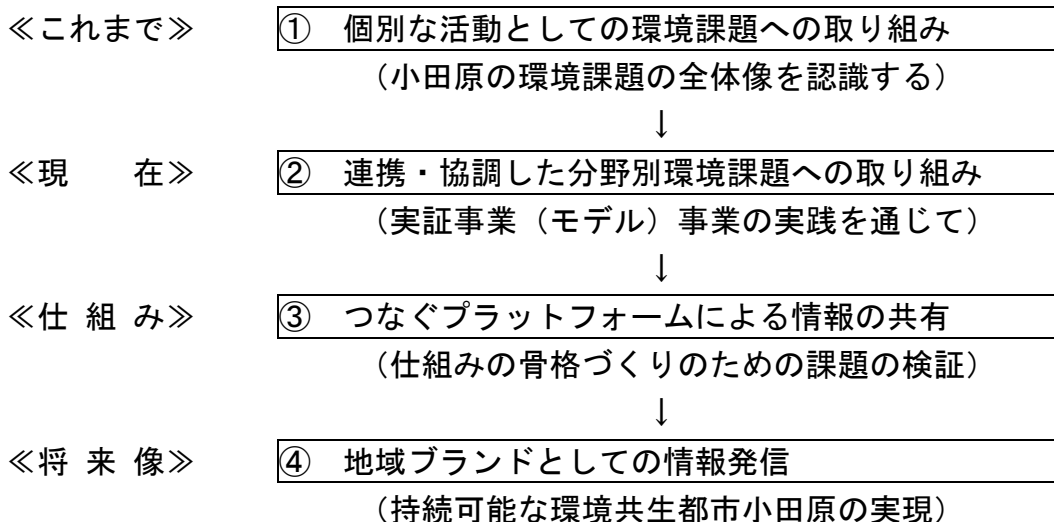 ≪これまで≫ ① 個別な活動としての環境課題への取り組み
（小田原の環境課題の全体像を認識する）
↓
≪現　　在≫ ② 連携・協調した分野別環境課題への取り組み
（実証事業（モデル）事業の実践を通じて）
↓
≪仕 組 み≫ ③ つなぐプラットフォームによる情報の共有
（仕組みの骨格づくりのための課題の検証）
↓
≪将 来 像≫ ④ 地域ブランドとしての情報発信
（持続可能な環境共生都市小田原の実現）